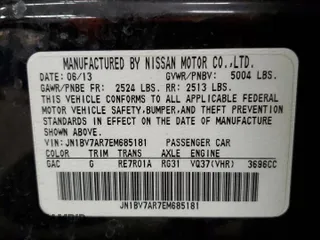 MANUFACTURED BY NISSAN MOTOR CO.,LTD.
DATE: 06/13 GVWR/PNBV: 5004 LBS.
GAWR/PNBE FR: 2524 LBS. RR: 2513 LBS.
THIS VEHICLE CONFORMS TO ALL APPLICABLE FEDERAL
MOTOR VEHICLE SAFETY, BUMPER, AND THEFT PREVENTION
STANDARDS IN EFFECT ON THE DATE OF MANUFACTURE
SHOWN ABOVE.
VIN: JN1BV7AR7EM685181 PASSENGER CAR
COLOR TRIM TRANS AXLE ENGINE
GAC G RE7R01A RG31 VQ37(VHR) 3696CC
JN1BV7AR7EM685181